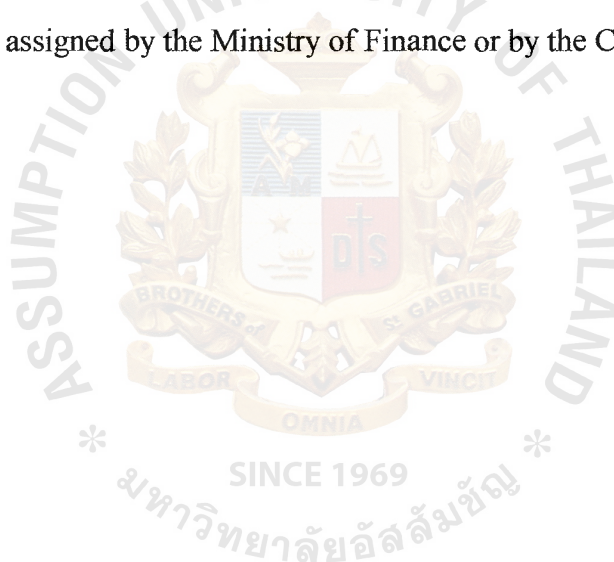 UNIVERSITY OF THAILAND
assigned by the Ministry of Finance or by the C
ASSUMPTION
A M
D S
BROTHERS of St GABRIEL
LABOR VINCIT
OMNIA
* SINCE 1969 *
มหาวิทยาลัยอัสสัมชัญ